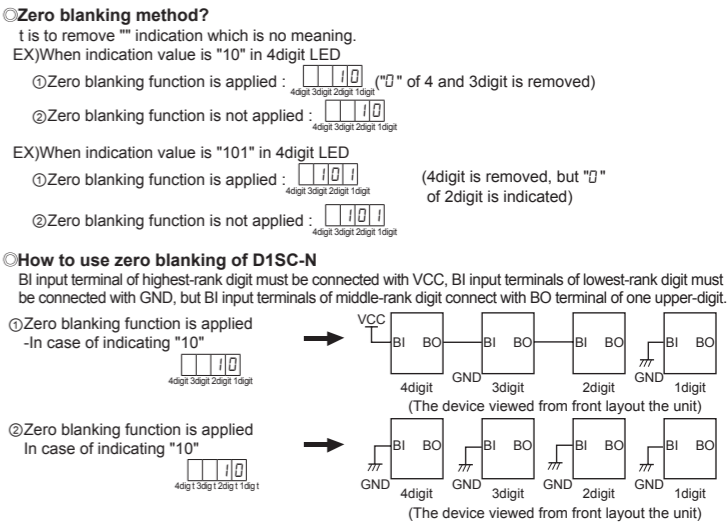 ◎Zero blanking method?
t is to remove "" indication which is no meaning.
EX)When indication value is "10" in 4digit LED
①Zero blanking function is applied : 10 ("0" of 4 and 3digit is removed)
4digit 3digit 2digit 1digit
②Zero blanking function is not applied : 10
4digit 3digit 2digit 1digit
EX)When indication value is "101" in 4digit LED
①Zero blanking function is applied : 101 (4digit is removed, but "0"
4digit 3digit 2digit 1digit of 2digit is indicated)
②Zero blanking function is not applied : 101
4digit 3digit 2digit 1digit
◎How to use zero blanking of D1SC-N
BI input terminal of highest-rank digit must be connected with VCC, BI input terminals of lowest-rank digit must
be connected with GND, but BI input terminals of middle-rank digit connect with BO terminal of one upper-digit.
①Zero blanking function is applied
-In case of indicating "10"
10
4digit 3digit 2digit 1digit
VCC
BI BO BI BO BI BO BI BO
GND GND
4digit 3digit 2digit 1digit
(The device viewed from front layout the unit)
②Zero blanking function is applied
In case of indicating "10"
10
4dig t 3dig t 2dig t 1dig t
BI BO BI BO BI BO BI BO
GND GND GND GND
4digit 3digit 2digit 1digit
(The device viewed from front layout the unit)